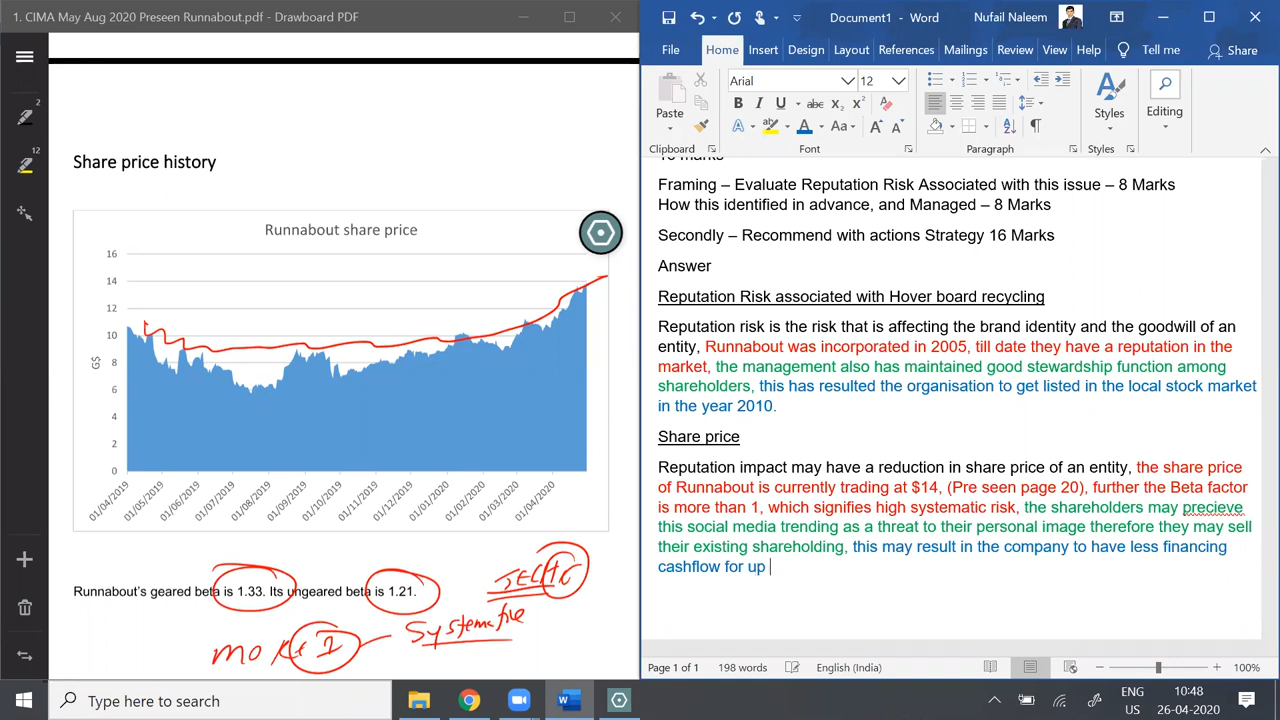 1. CIMA May Aug 2020 Preseen Runnabout.pdf - Drawboard PDF
2
12
Share price history
Runnabout share price
16
14
12
10
8
6
4
2
0
G$
01/04/2019
01/05/2019
01/06/2019
01/07/2019
01/08/2019
01/09/2019
01/10/2019
01/11/2019
01/12/2019
01/01/2020
01/02/2020
01/03/2020
01/04/2020
Runnabout's geared beta is 1.33. Its ungeared beta is 1.21.
Document1 - Word
Nufail Naleem
File Home Insert Design Layout References Mailings Review View Help Tell me Share
Paste
Arial 12
B I U abc x2 x2
A Aa A A
Styles
Editing
Clipboard Font Paragraph Styles
16 marks
Framing – Evaluate Reputation Risk Associated with this issue – 8 Marks
How this identified in advance, and Managed – 8 Marks
Secondly – Recommend with actions Strategy 16 Marks
Answer
Reputation Risk associated with Hover board recycling
Reputation risk is the risk that is affecting the brand identity and the goodwill of an
entity, Runnabout was incorporated in 2005, till date they have a reputation in the
market, the management also has maintained good stewardship function among
shareholders, this has resulted the organisation to get listed in the local stock market
in the year 2010.
Share price
Reputation impact may have a reduction in share price of an entity, the share price
of Runnabout is currently trading at $14, (Pre seen page 20), further the Beta factor
is more than 1, which signifies high systematic risk, the shareholders may precieve
this social media trending as a threat to their personal image therefore they may sell
their existing shareholding, this may result in the company to have less financing
cashflow for up
Page 1 of 1 198 words English (India) 100%
Type here to search
ENG
US
10:48
26-04-2020